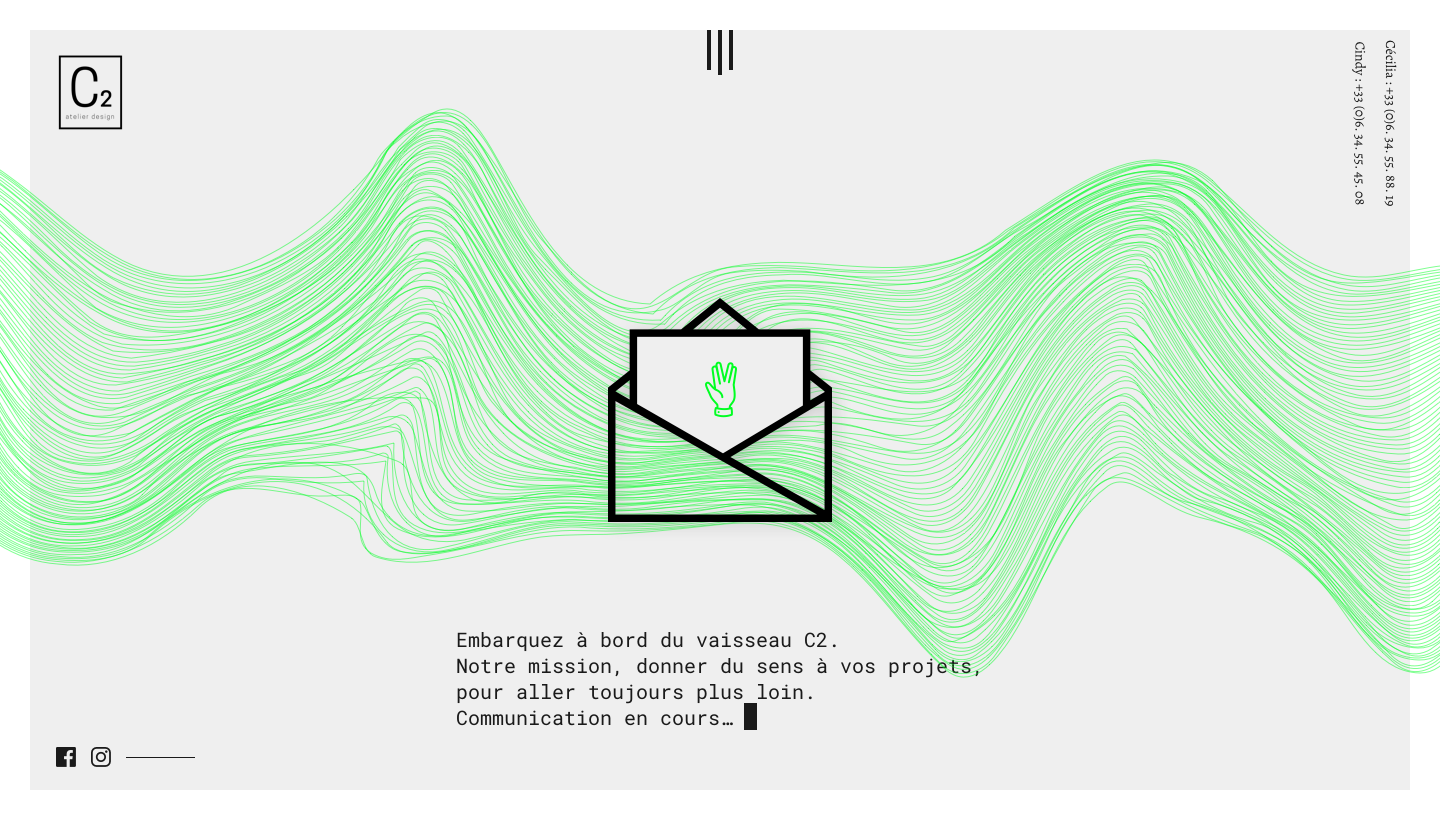 C2
atelier design
Cécilia : +33 (0)6. 34. 55. 88. 19
Cindy : +33 (0)6. 34. 55. 45. 08
Embarquez à bord du vaisseau C2.
Notre mission, donner du sens à vos projets,
pour aller toujours plus loin.
Communication en cours…